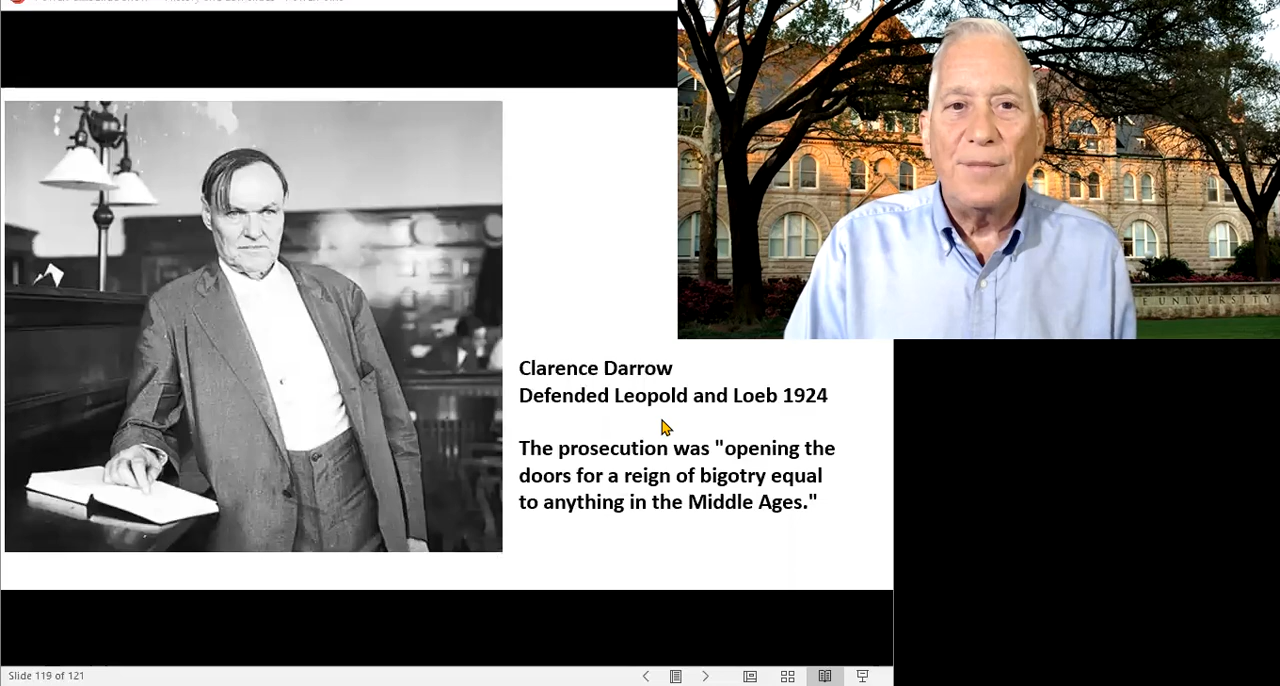 Clarence Darrow
Defended Leopold and Loeb 1924
The prosecution was "opening the
doors for a reign of bigotry equal
to anything in the Middle Ages."
E UNIVERSITY
Slide 119 of 121